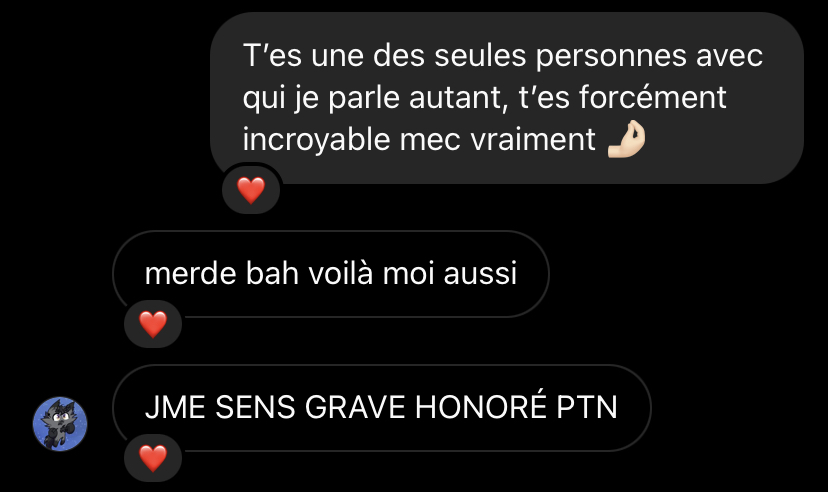 T’es une des seules personnes avec
qui je parle autant, t’es forcément
incroyable mec vraiment 🤌🏻
merde bah voilà moi aussi
JME SENS GRAVE HONORÉ PTN